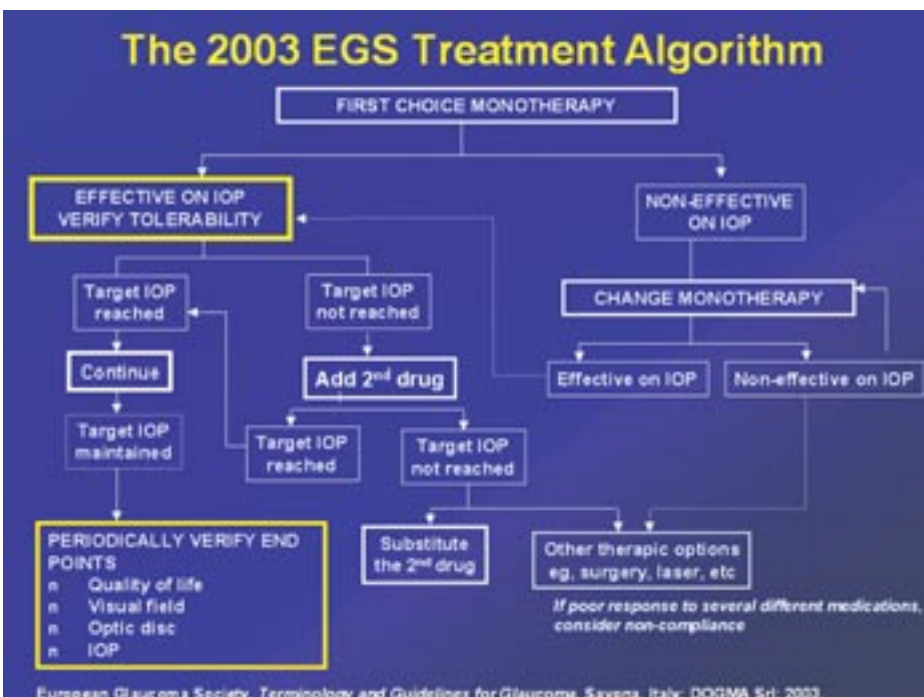 The 2003 EGS Treatment Algorithm
FIRST CHOICE MONOTHERAPY
EFFECTIVE ON IOP
VERIFY TOLERABILITY
NON-EFFECTIVE
ON IOP
Target IOP
reached
Target IOP
not reached
CHANGE MONOTHERAPY
Continue
Add 2nd drug
Effective on IOP
Non-effective on IOP
Target IOP
maintained
Target IOP
reached
Target IOP
not reached
PERIODICALLY VERIFY END
POINTS
n Quality of life
n Visual field
n Optic disc
n IOP
Substitute
the 2nd drug
Other therapic options
eg, surgery, laser, etc
If poor response to several different medications,
consider non-compliance
European Glaucoma Society. Terminology and Guidelines for Glaucoma. Savona, Italy: DOGMA Srl; 2003.